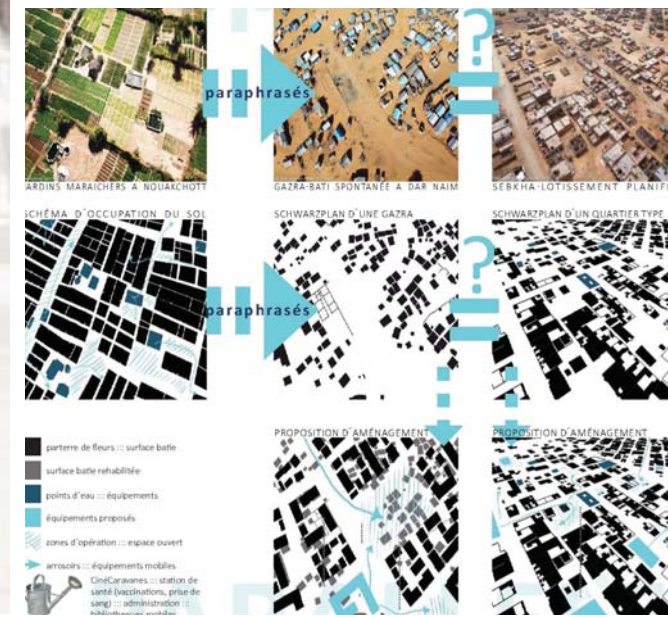 paraphrasés
?
ARDINS MARAICHERS A NOUAKCHOTT
GAZRA-BATI SPONTANÉE A DAR NAIM
SEBKHA-LOTISSEMENT PLANIFI
SCHÉMA D´OCCUPATION DU SOL
SCHWARZPLAN D´UNE GAZRA
SCHWARZPLAN D´UN QUARTIER TYPE
paraphrasés
?
PROPOSITION D´AMÉNAGEMENT
PROPOSITION D´AMÉNAGEMENT
parterre de fleurs ::: surface batie
surface batie rehabilitée
points d´eau ::: équipements
équipements proposés
zones d´opération ::: espace ouvert
arrosoirs ::: équipements mobiles
CinéCaravanes ::: station de
santé (vaccinations, prise de
sang) ::: administration :::
bibliotheques mobiles